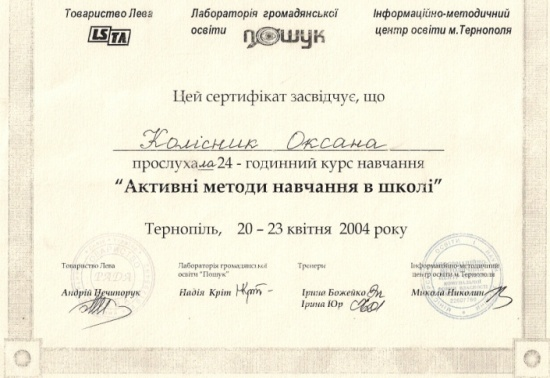 Товариство Лева
LSTA
Лабораторія громадянської
освіти ПОШУК
Інформаційно-методичний
центр освіти м.Тернополя
Цей сертифікат засвідчує, що
Колісник Оксана
прослухала 24 - годинний курс навчання
“Активні методи навчання в школі”
Тернопіль, 20 – 23 квітня 2004 року
Товариство Лева
Андрій Нечипорук
Лабораторія громадянської
освіти "Пошук"
Надія Кріт
Тренери
Ірина Божейко
Ірина Юр
Інформаційно-методичний
центр освіти м.Тернополя
Микола Николин